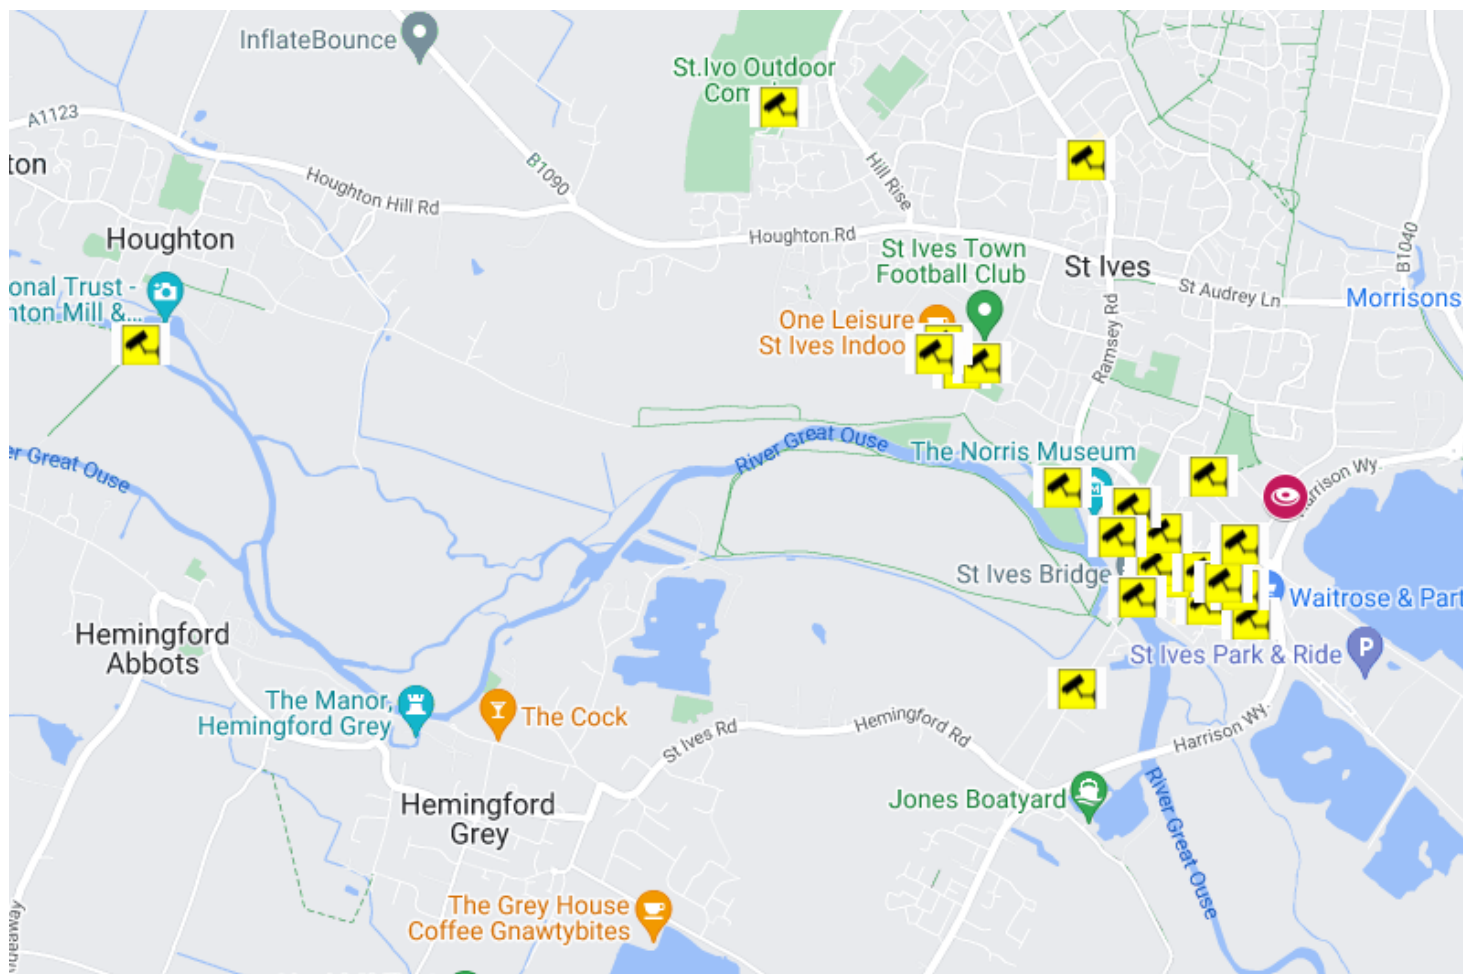 InflateBounce
St.Ivo Outdoor
A1123
B1090
Hill Rise
Houghton Hill Rd
Houghton
Houghton Rd
St Ives Town
Football Club
St Ives
B1040
St Audrey Ln
Morrisons
onal Trust -
nton Mill &...
One Leisure
St Ives Indoo
Ramsey Rd
River Great Ouse
The Norris Museum
er Great Ouse
arrison Wy.
St Ives Bridge
Waitrose & Part
Hemingford
Abbots
St Ives Park & Ride
The Manor,
Hemingford Grey
The Cock
St Ives Rd
Hemingford Rd
Harrison Wy.
Jones Boatyard
Hemingford
Grey
River Great Ouse
The Grey House
Coffee Gnawtybites
P
ton
M